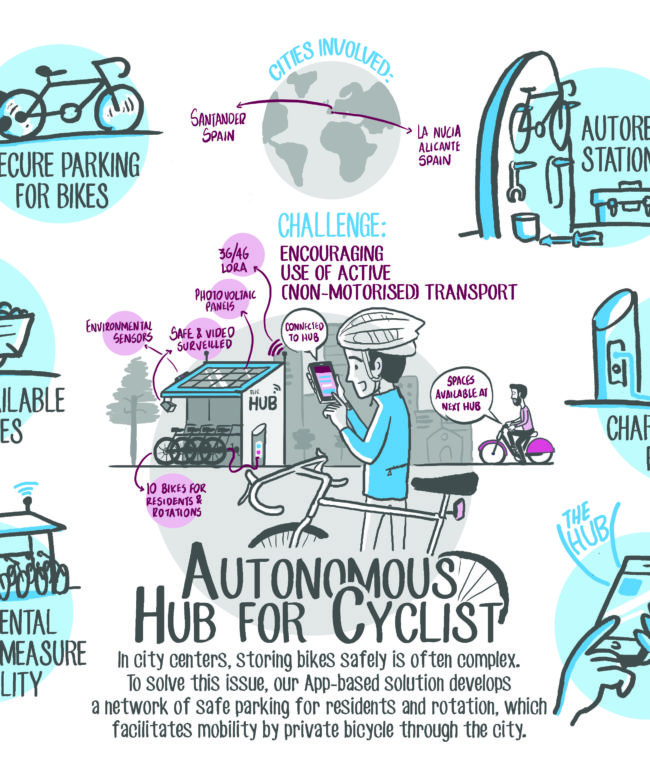 CITIES INVOLVED:
SANTANDER
SPAIN
LA NUCIA
ALICANTE
SPAIN
ECURE PARKING
FOR BIKES
AUTORE
STATION
CHALLENGE:
ENCOURAGING
USE OF ACTIVE
(NON-MOTORISED) TRANSPORT
3G/4G
LORA
PHOTOVOLTAIC
PANELS
ENVIRONMENTAL
SENSORS
SAFE & VIDEO
SURVEILLED
CONNECTED
TO HUB
THE
HUB
SPACES
AVAILABLE AT
NEXT HUB
10 BIKES FOR
RESIDENTS &
ROTATIONS
ILABLE
ES
CHAR
E
THE
HUB
ENTAL
MEASURE
LITY
AUTONOMOUS
HUB FOR CYCLIST
In city centers, storing bikes safely is often complex.
To solve this issue, our App-based solution develops
a network of safe parking for residents and rotation, which
facilitates mobility by private bicycle through the city.